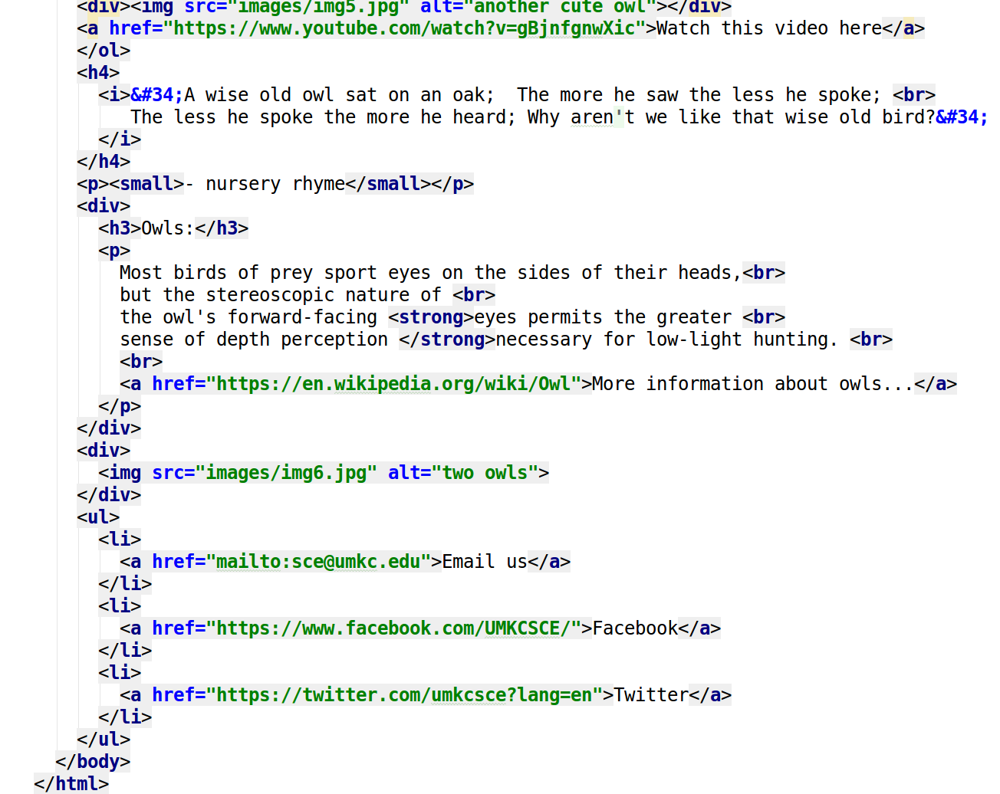 <div><img src="images/img5.jpg" alt="another cute owl"></div>
<a href="https://www.youtube.com/watch?v=gBjnfgnwXic">Watch this video here</a>
</ol>
<h4>
<i>&#34;A wise old owl sat on an oak;  The more he saw the less he spoke; <br>
The less he spoke the more he heard; Why aren't we like that wise old bird?&#34;
</i>
</h4>
<p><small>- nursery rhyme</small></p>
<div>
<h3>Owls:</h3>
<p>
Most birds of prey sport eyes on the sides of their heads,<br>
but the stereoscopic nature of <br>
the owl's forward-facing <strong>eyes permits the greater <br>
sense of depth perception </strong>necessary for low-light hunting. <br>
<br>
<a href="https://en.wikipedia.org/wiki/Owl">More information about owls...</a>
</p>
</div>
<div>
<img src="images/img6.jpg" alt="two owls">
</div>
<ul>
<li>
<a href="mailto:sce@umkc.edu">Email us</a>
</li>
<li>
<a href="https://www.facebook.com/UMKCSCE/">Facebook</a>
</li>
<li>
<a href="https://twitter.com/umkcsce?lang=en">Twitter</a>
</li>
</ul>
</body>
</html>